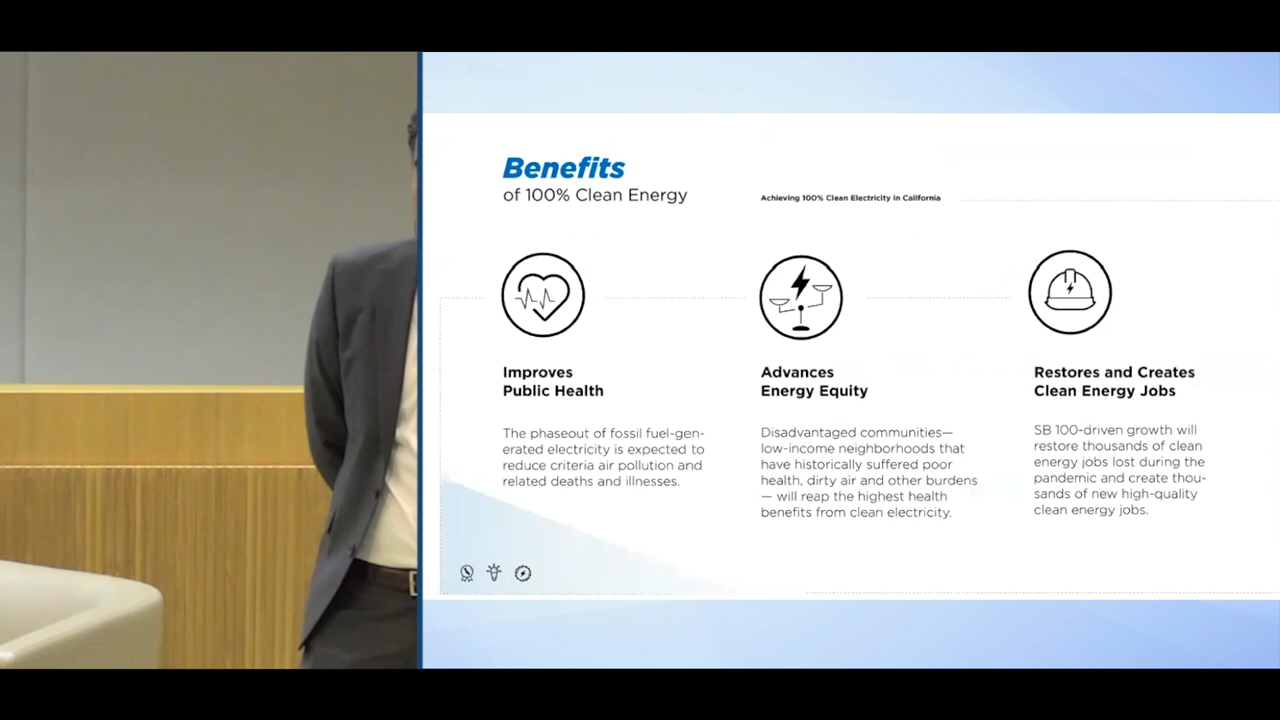 Benefits
of 100% Clean Energy
Achieving 100% Clean Electricity in California
Improves
Public Health
The phaseout of fossil fuel-gen-
erated electricity is expected to
reduce criteria air pollution and
related deaths and illnesses.
Advances
Energy Equity
Disadvantaged communities—
low-income neighborhoods that
have historically suffered poor
health, dirty air and other burdens
— will reap the highest health
benefits from clean electricity.
Restores and Creates
Clean Energy Jobs
SB 100-driven growth will
restore thousands of clean
energy jobs lost during the
pandemic and create thou-
sands of new high-quality
clean energy jobs.